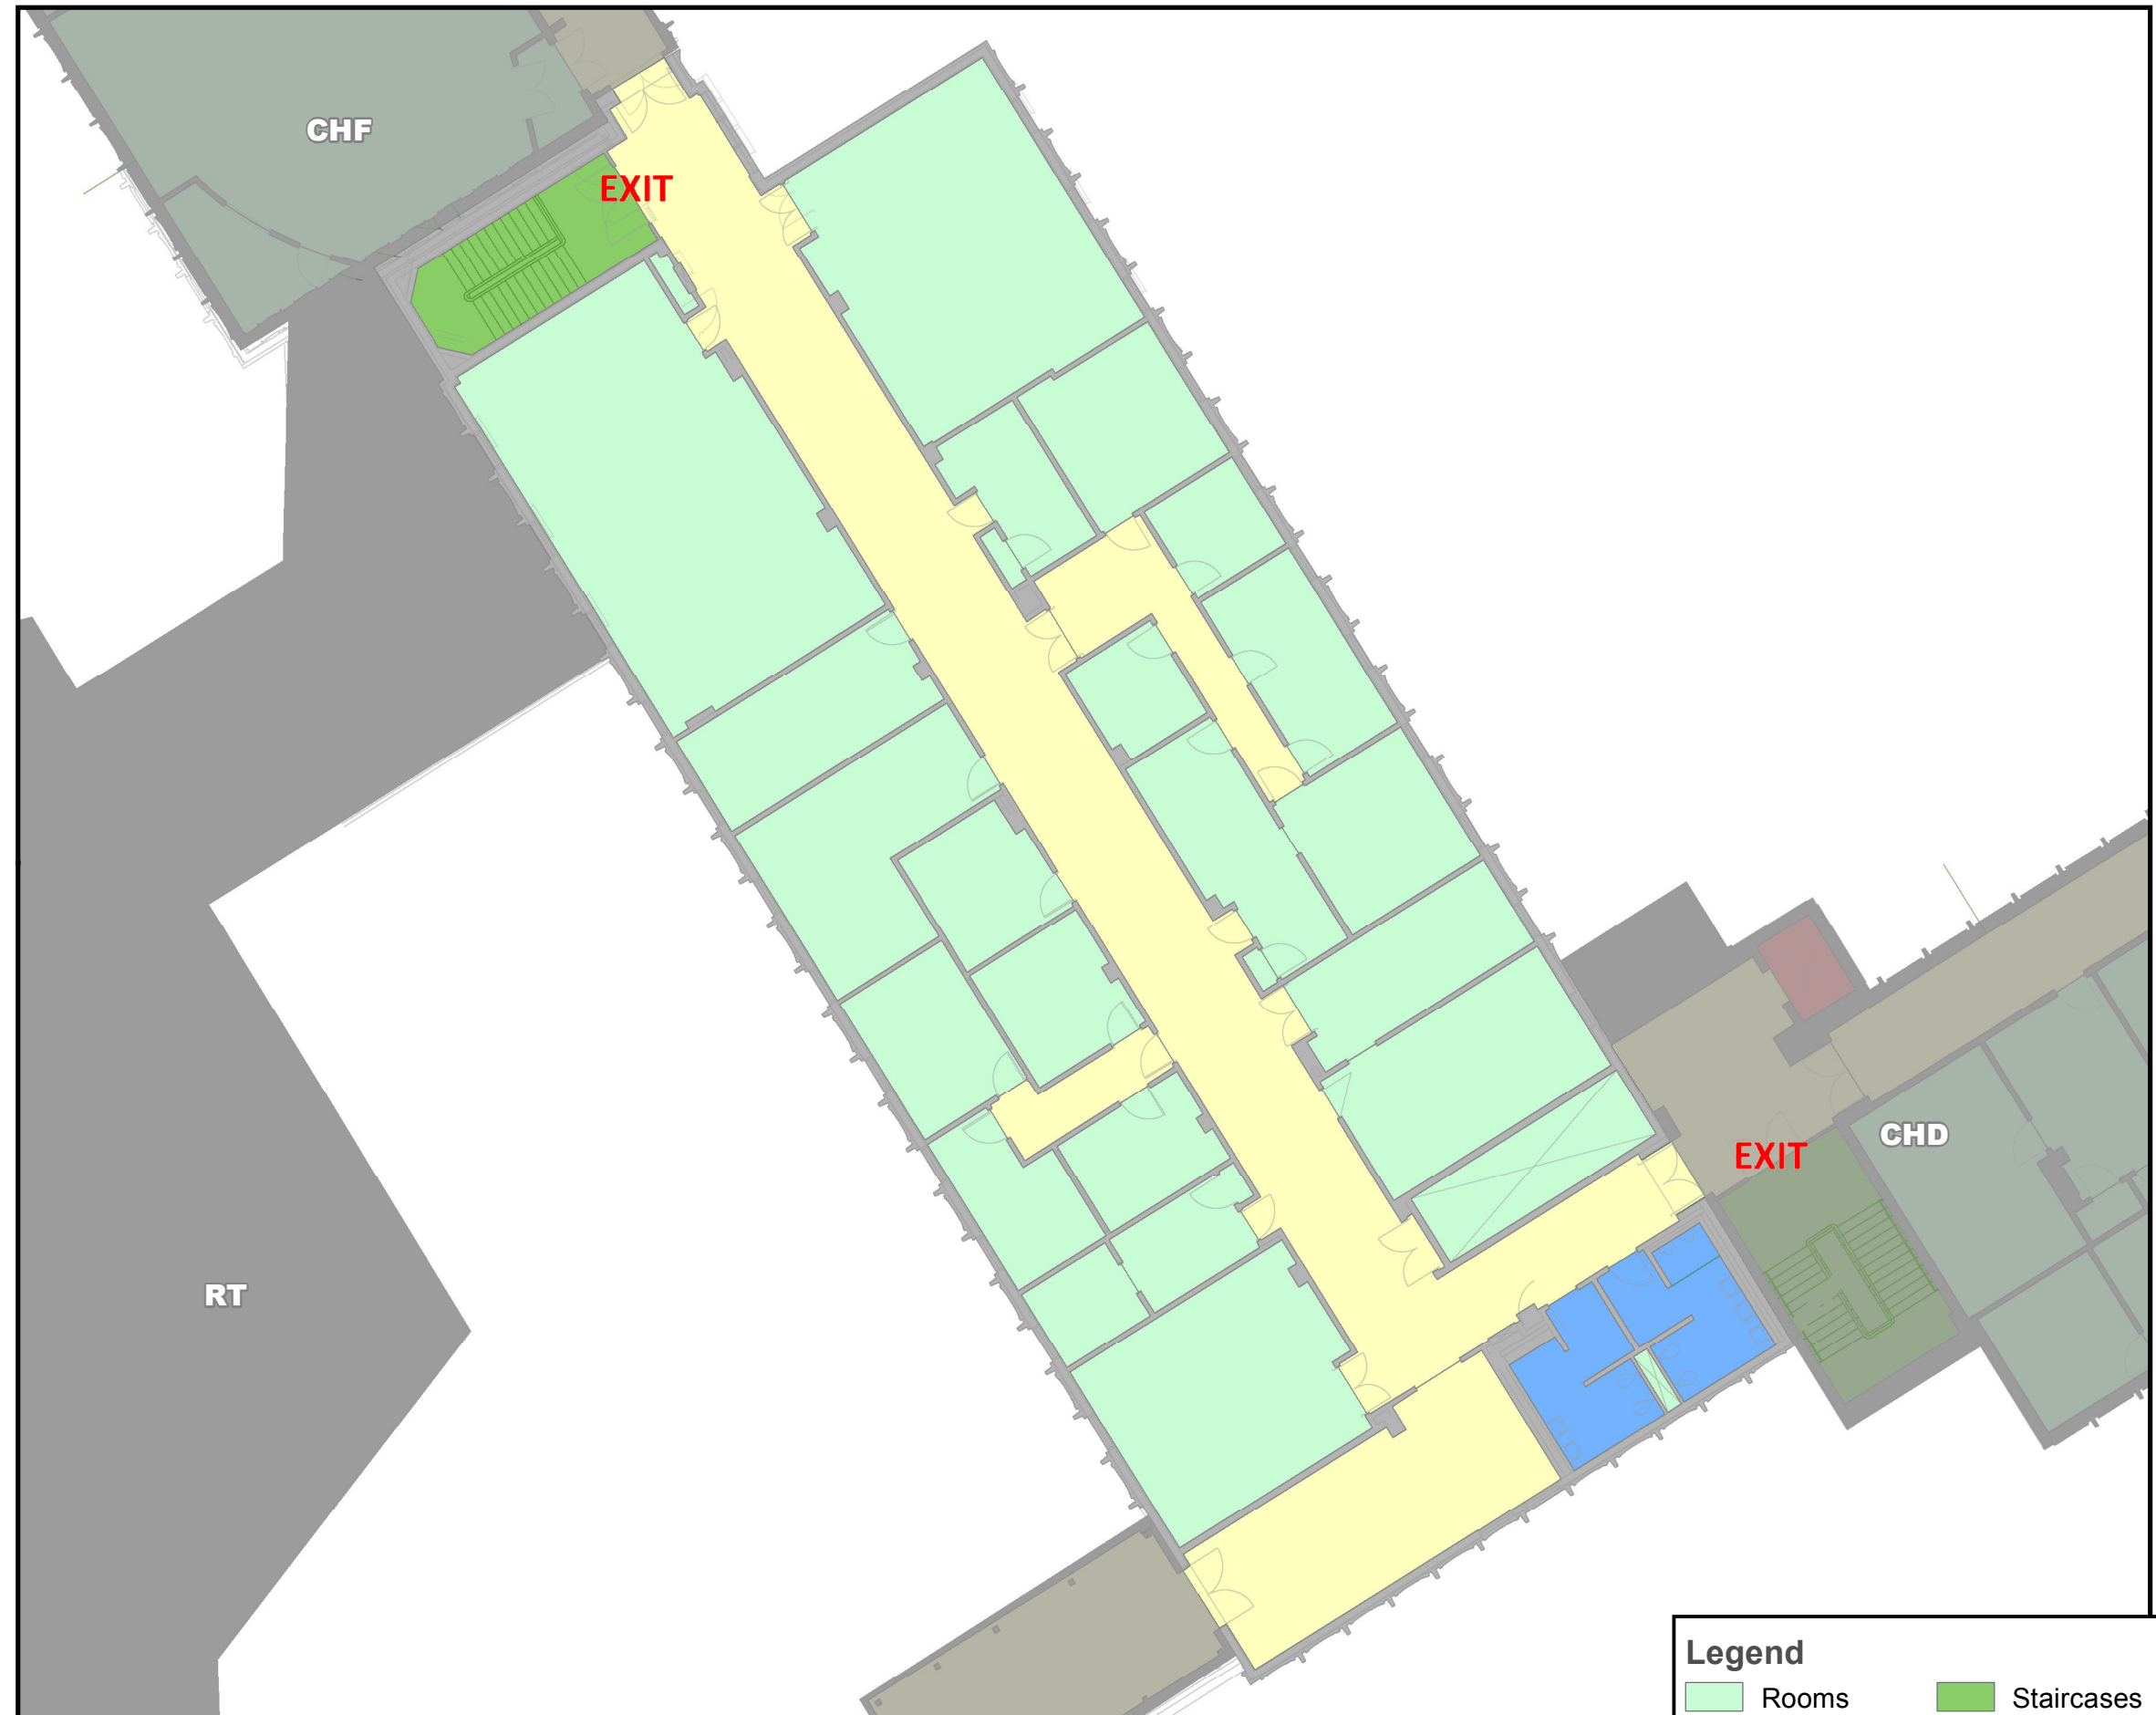 CHF
EXIT
EXIT
CHD
RT
Legend
Rooms
Staircases